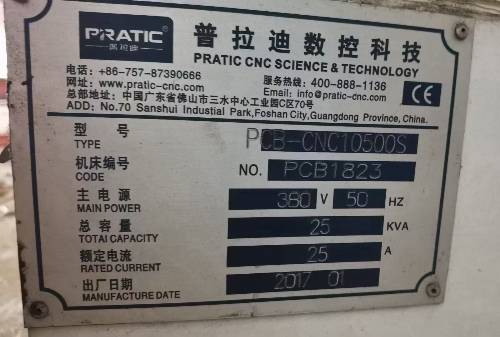 PRATIC®
普拉迪
普拉迪数控科技
PRATIC CNC SCIENCE & TECHNOLOGY
电话：+86-757-87390666
服务热线：400-888-1136
网址：www.pratic-cnc.com
Email：info@pratic-cnc.com
CE
总部地址：中国广东省佛山市三水中心工业园C区70号
ADD：No.70 Sanshui Industial Park,Foshan City,Guangdong Province, China.
型号 PCB-CNC10500S
TYPE
机床编号 NO. PCB1823
CODE
主电源 380 V 50 HZ
MAIN POWER
总容量 25 KVA
TOTAI CAPACITY
额定电流 25 A
RATED CURRENT
出厂日期 2017 01
MANUFACTURE DATE